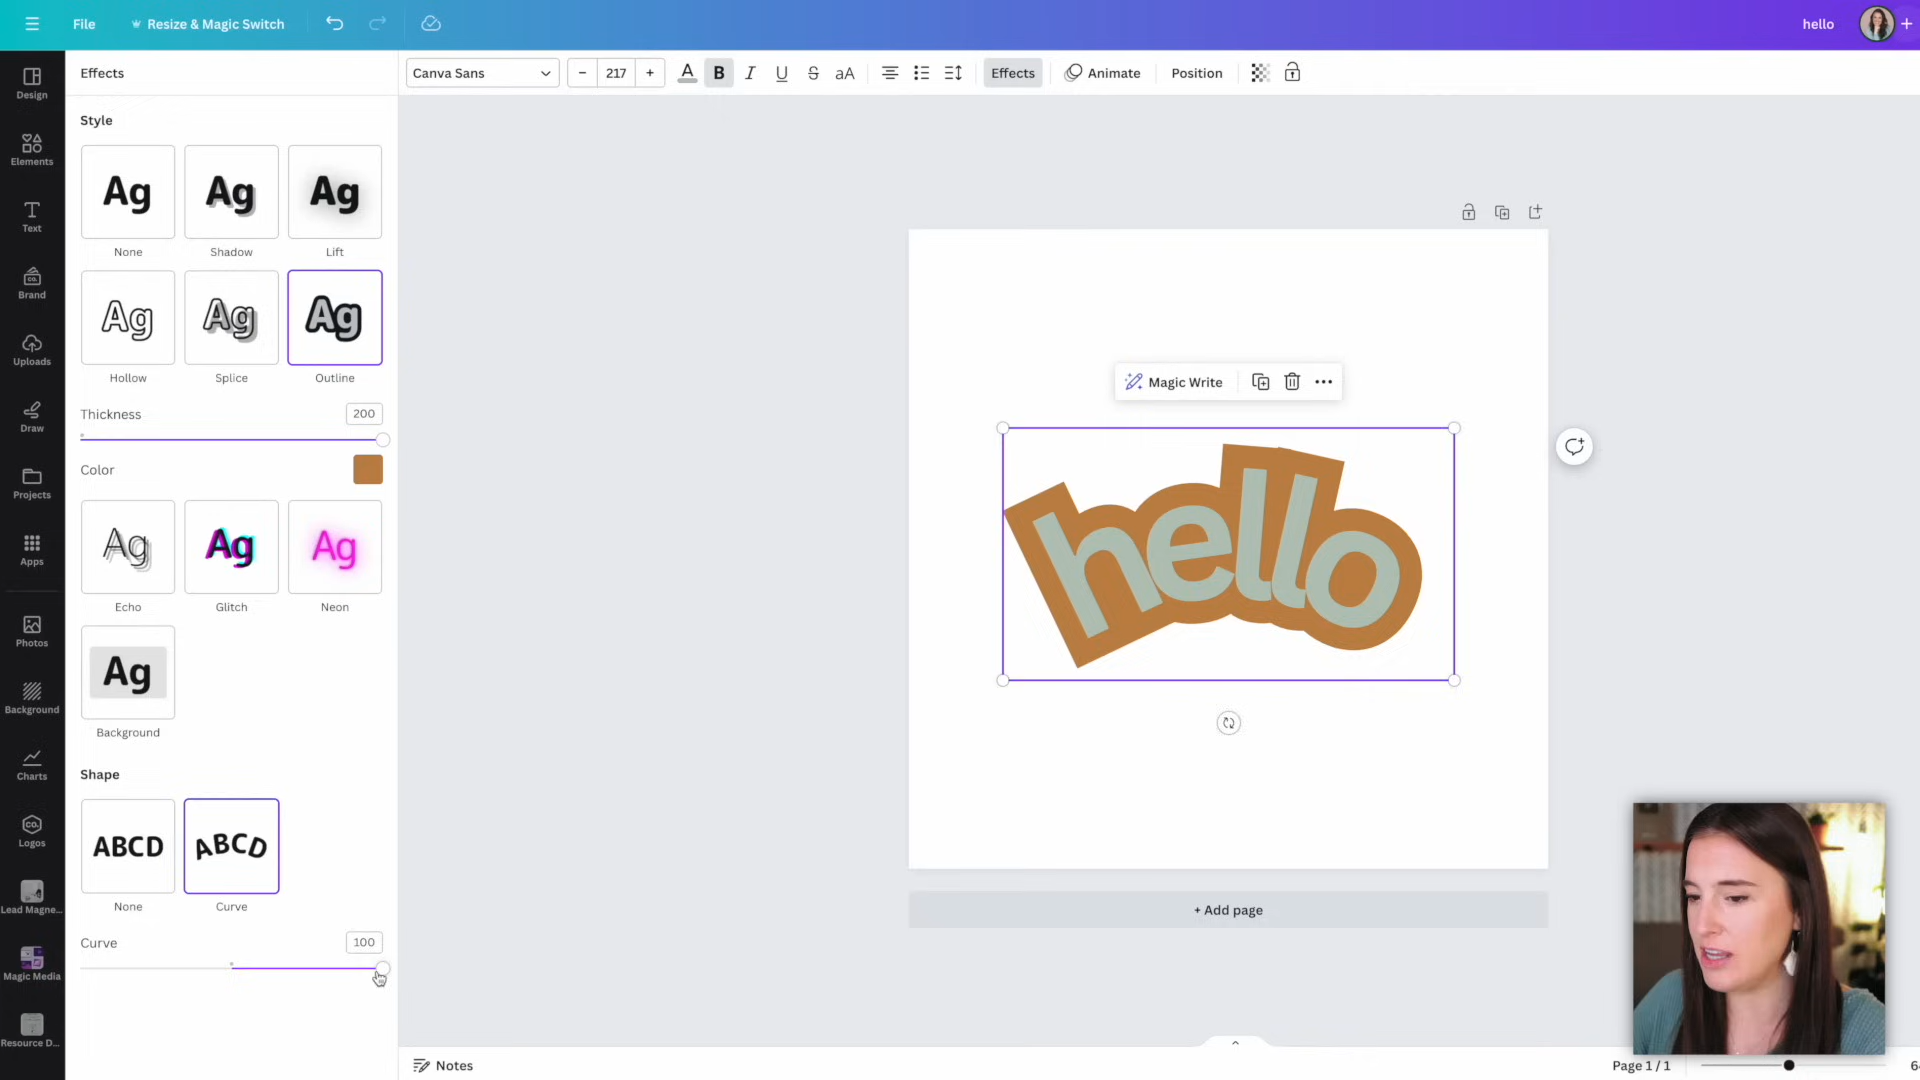 File
Resize & Magic Switch
hello
Design
Elements
Text
Brand
Uploads
Draw
Projects
Apps
Photos
Background
Charts
Logos
Lead Magne...
Magic Media
Resource D...
Effects
Style
Ag
None
Ag
Shadow
Ag
Lift
Ag
Hollow
Ag
Splice
Ag
Outline
Thickness 200
Color
Ag
Echo
Ag
Glitch
Ag
Neon
Ag
Background
Shape
ABCD
None
ABCD
Curve
Curve 100
Canva Sans
– 217 +
A B I U S aA
Effects
Animate
Position
Magic Write
hello
+ Add page
Notes
Page 1 / 1